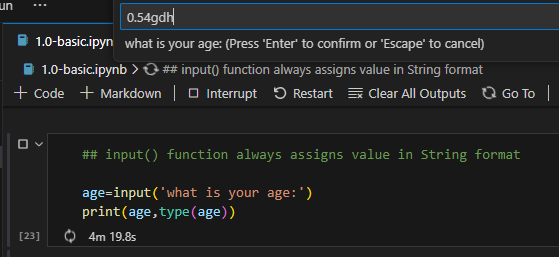 un
0.54gdh
what is your age: (Press 'Enter' to confirm or 'Escape' to cancel)
1.0-basic.ipyn
1.0-basic.ipynb > ## input() function always assigns value in String format
+ Code + Markdown | Interrupt Restart Clear All Outputs Go To |
## input() function always assigns value in String format
age=input('what is your age:')
print(age,type(age))
[23] 4m 19.8s